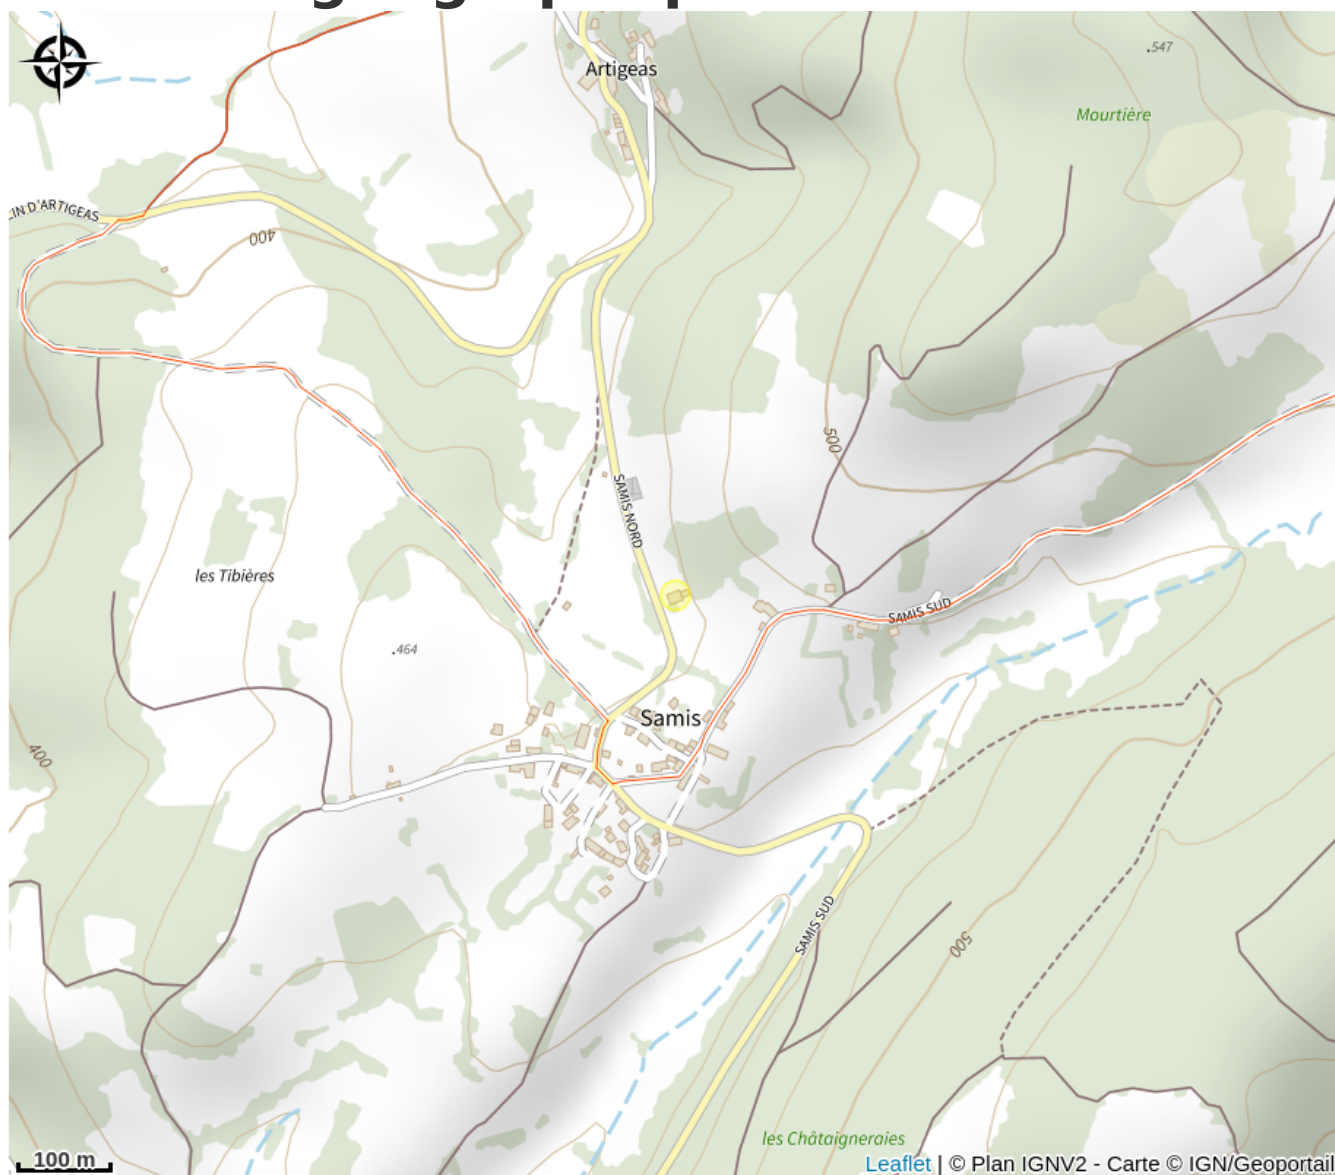 Artigeas
547
Mourtière
LIN D'ARTIGEAS
400
500
SAMIS NORD
les Tibières
SAMIS SUD
464
Samis
400
SAMIS SUD
500
les Châtaigneraies
100 m
Leaflet | © Plan IGNV2 - Carte © IGN/Geoportail